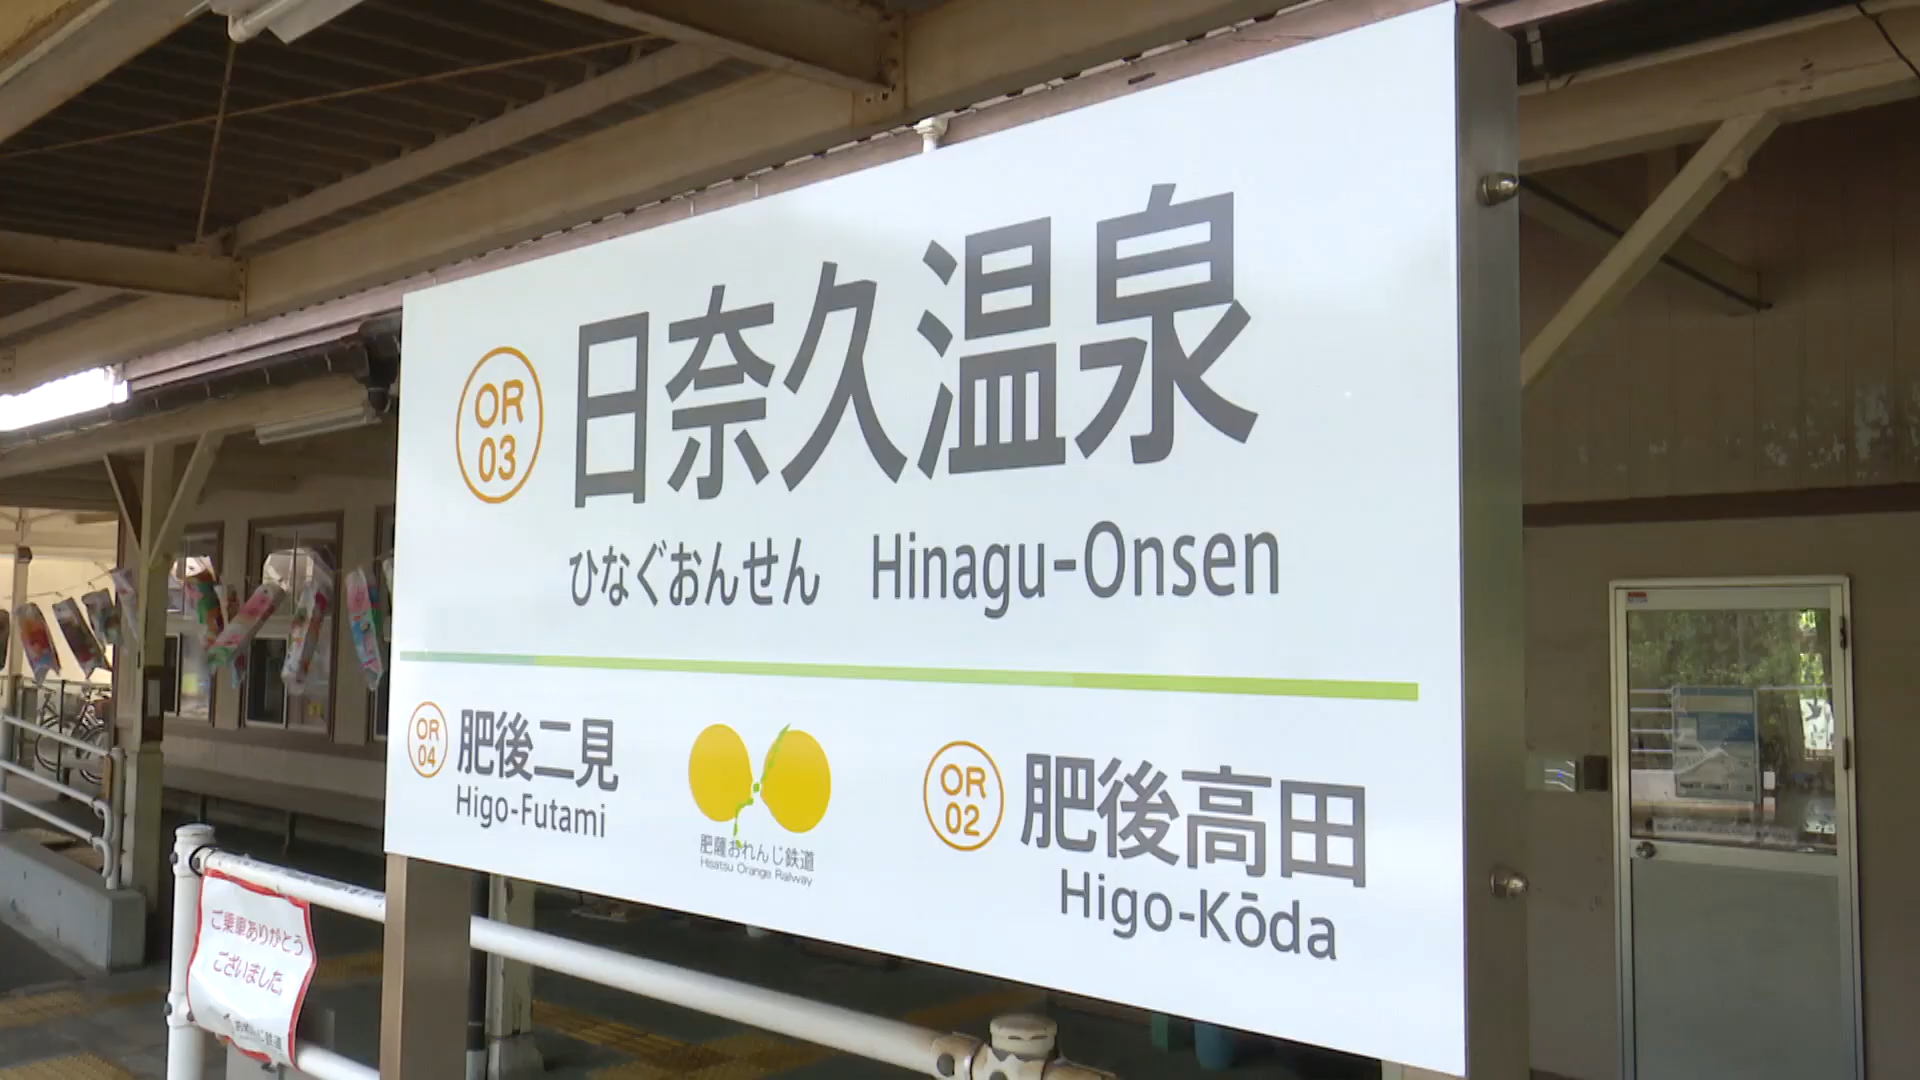 OR
03
日奈久温泉
ひなぐおんせん Hinagu-Onsen
OR
04
肥後二見
Higo-Futami
肥薩おれんじ鉄道
Hisatsu Orange Railway
OR
02
肥後高田
Higo-Kōda
ご乗車ありがとう
ございました。